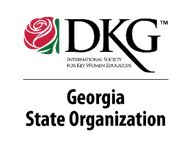 DKG™
INTERNATIONAL SOCIETY
FOR KEY WOMEN EDUCATORS
Georgia
State Organization